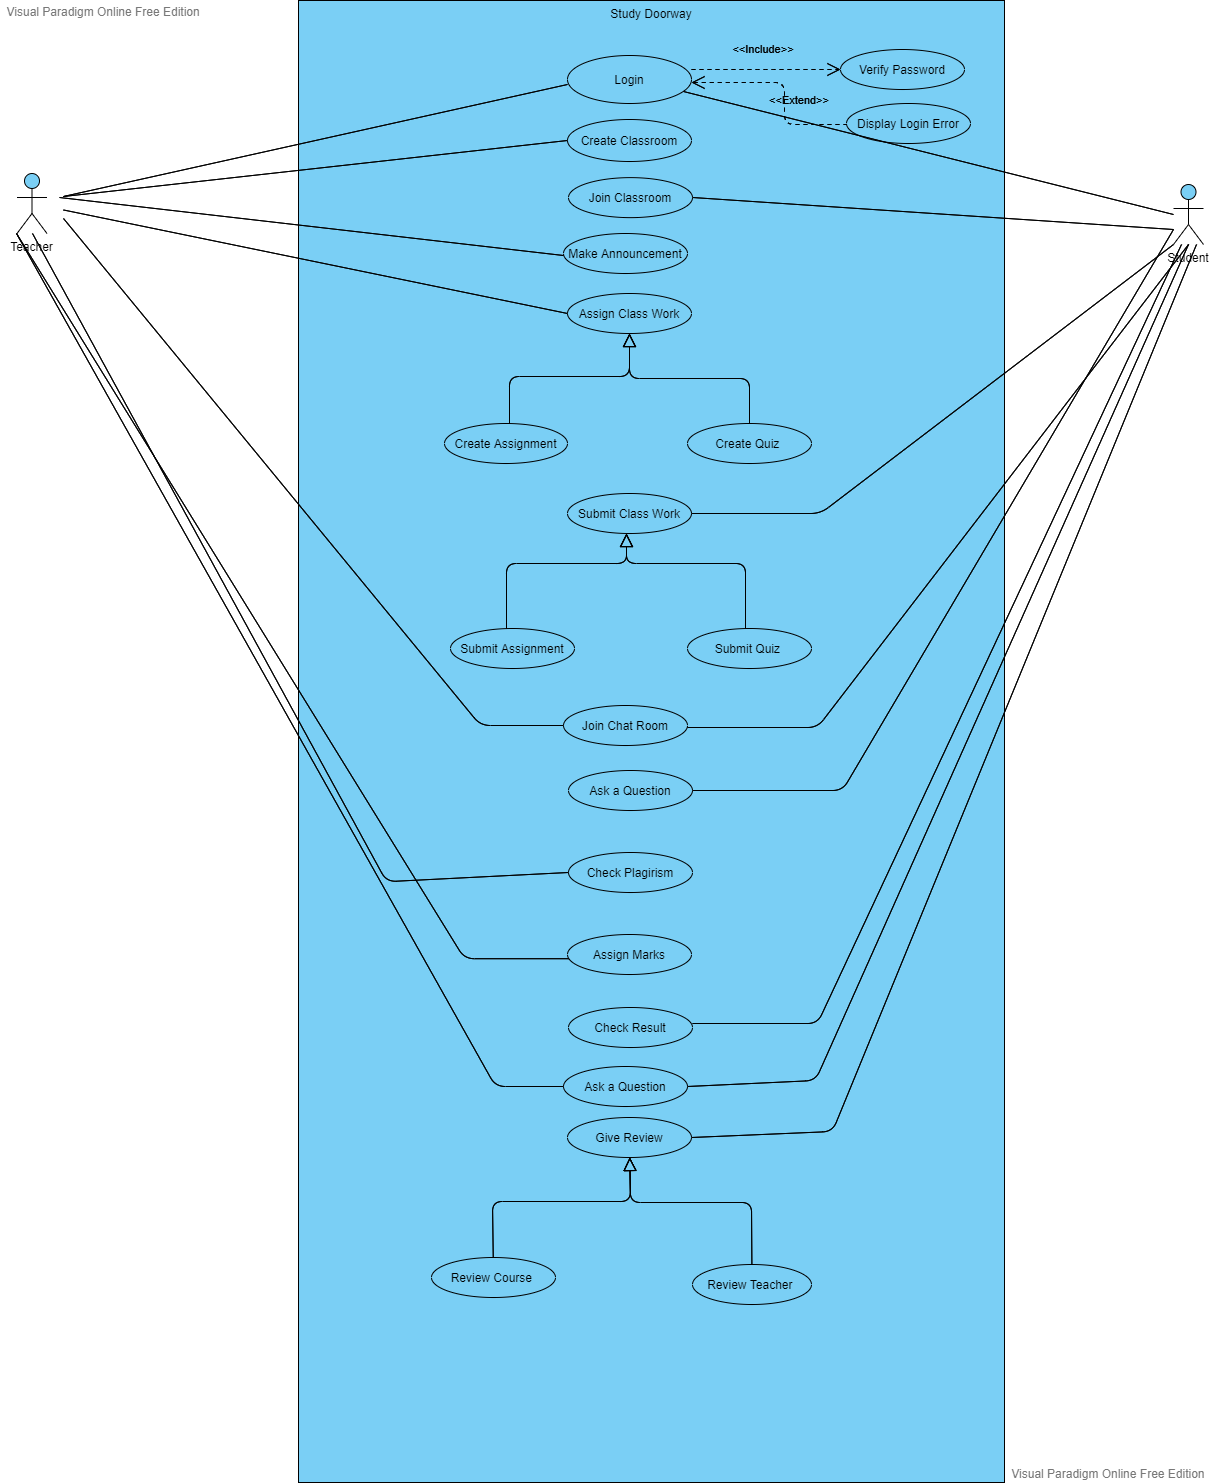 Visual Paradigm Online Free Edition
Study Doorway
<<Include>>
Login
Verify Password
<<Extend>>
Display Login Error
Create Classroom
Join Classroom
Teacher
Make Announcement
Student
Assign Class Work
Create Assignment
Create Quiz
Submit Class Work
Submit Assignment
Submit Quiz
Join Chat Room
Ask a Question
Check Plagirism
Assign Marks
Check Result
Ask a Question
Give Review
Review Course
Review Teacher
Visual Paradigm Online Free Edition